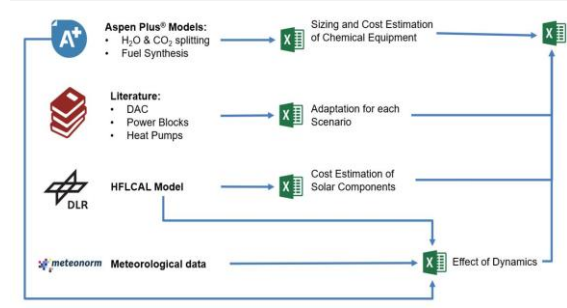 A+
Aspen Plus® Models:
• H₂O & CO₂ splitting
• Fuel Synthesis
X
Sizing and Cost Estimation
of Chemical Equipment
X
Literature:
• DAC
• Power Blocks
• Heat Pumps
X
Adaptation for each
Scenario
DLR
HFLCAL Model
X
Cost Estimation of
Solar Components
meteonorm
Meteorological data
X
Effect of Dynamics